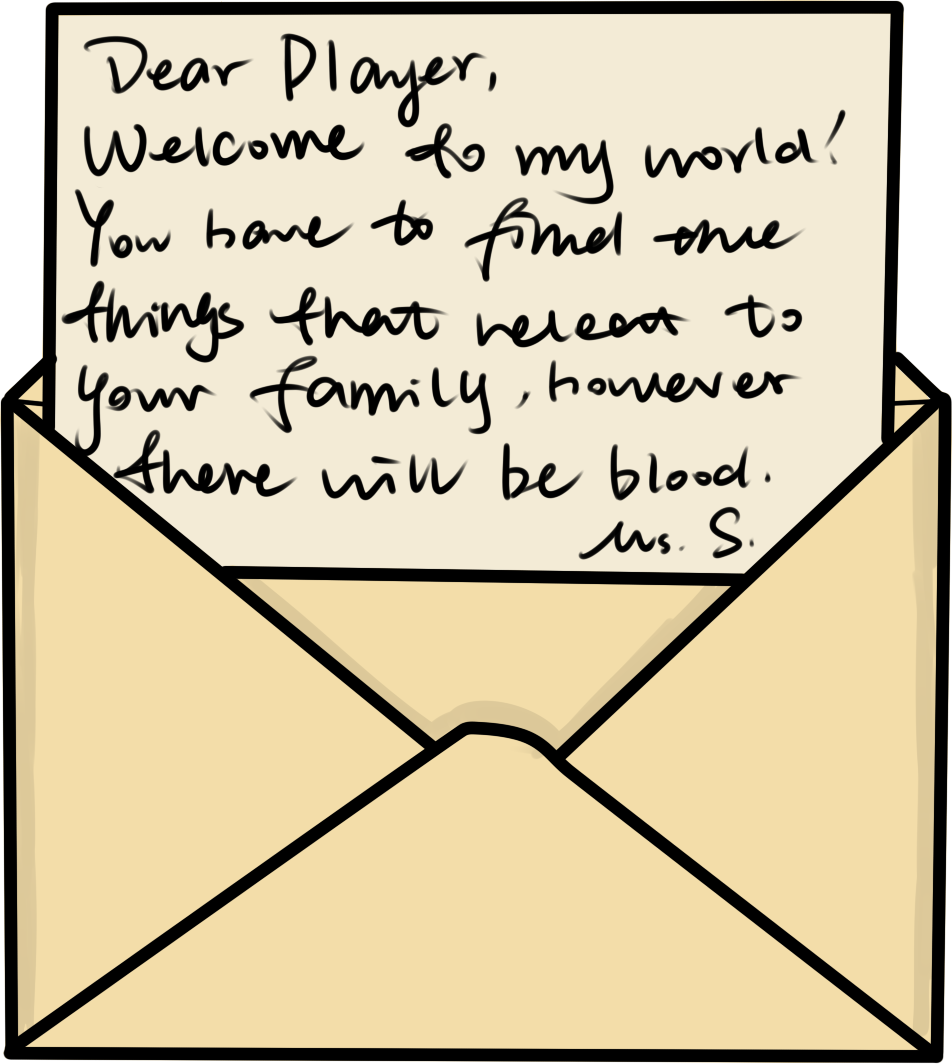 Dear Player,
Welcome to my world!
You have to find the
things that releat to
your family, however
there will be blood.
Ms. S.